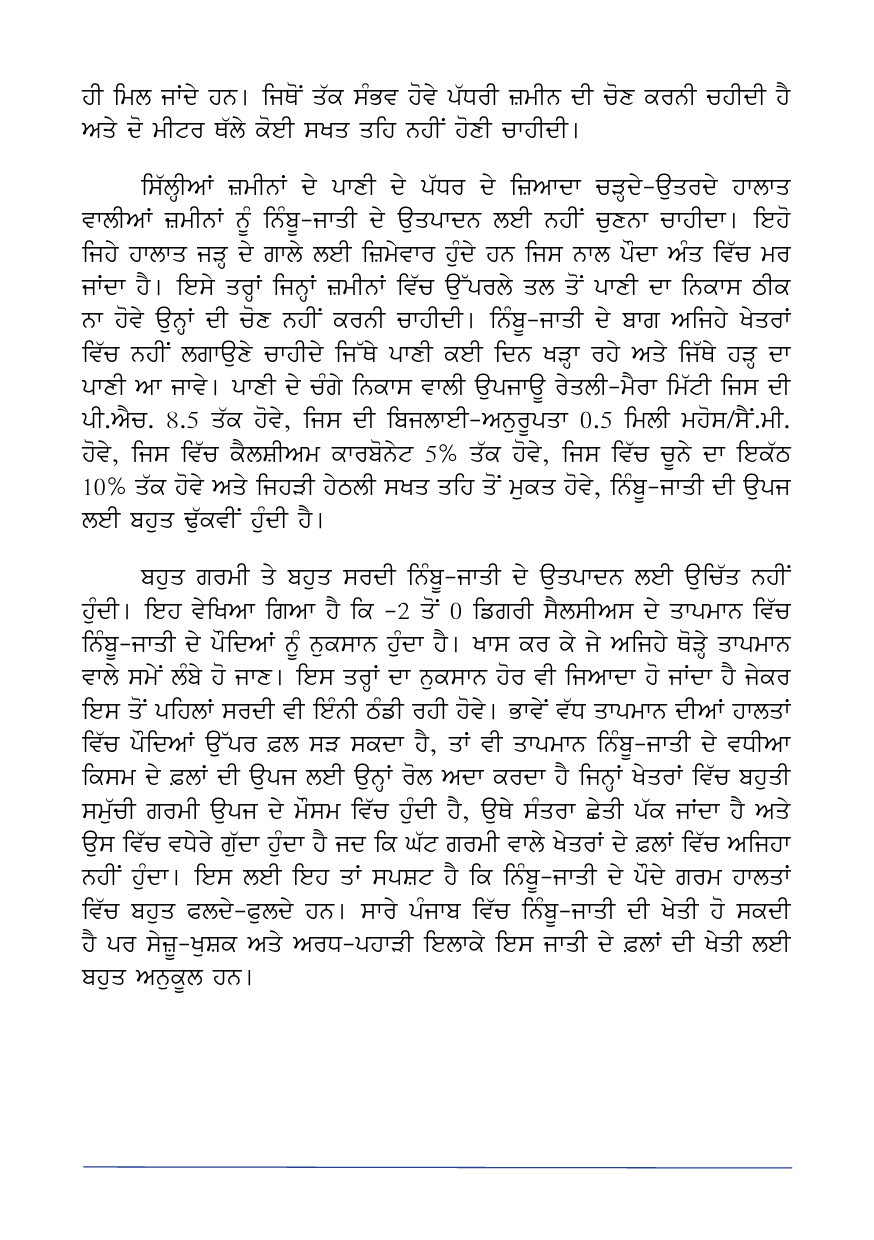 ਹੀ ਮਿਲ ਜਾਂਦੇ ਹਨ। ਜਿਥੋਂ ਤੱਕ ਸੰਭਵ ਹੋਵੇ ਪੱਧਰੀ ਜ਼ਮੀਨ ਦੀ ਚੋਣ ਕਰਨੀ ਚਹੀਦੀ ਹੈ
ਅਤੇ ਦੋ ਮੀਟਰ ਥੱਲੇ ਕੋਈ ਸਖਤ ਤਹਿ ਨਹੀਂ ਹੋਣੀ ਚਾਹੀਦੀ।
ਸਿੱਲ੍ਹੀਆਂ ਜ਼ਮੀਨਾਂ ਦੇ ਪਾਣੀ ਦੇ ਪੱਧਰ ਦੇ ਜ਼ਿਆਦਾ ਚੜ੍ਹਦੇ-ਉਤਰਦੇ ਹਾਲਾਤ
ਵਾਲੀਆਂ ਜ਼ਮੀਨਾਂ ਨੂੰ ਨਿੰਬੂ-ਜਾਤੀ ਦੇ ਉਤਪਾਦਨ ਲਈ ਨਹੀਂ ਚੁਣਨਾ ਚਾਹੀਦਾ। ਇਹੋ
ਜਿਹੇ ਹਾਲਾਤ ਜੜ੍ਹ ਦੇ ਗਾਲੇ ਲਈ ਜ਼ਿਮੇਵਾਰ ਹੁੰਦੇ ਹਨ ਜਿਸ ਨਾਲ ਪੌਦਾ ਅੰਤ ਵਿੱਚ ਮਰ
ਜਾਂਦਾ ਹੈ। ਇਸੇ ਤਰ੍ਹਾਂ ਜਿਨ੍ਹਾਂ ਜ਼ਮੀਨਾਂ ਵਿੱਚ ਉੱਪਰਲੇ ਤਲ ਤੋਂ ਪਾਣੀ ਦਾ ਨਿਕਾਸ ਠੀਕ
ਨਾ ਹੋਵੇ ਉਨ੍ਹਾਂ ਦੀ ਚੋਣ ਨਹੀਂ ਕਰਨੀ ਚਾਹੀਦੀ। ਨਿੰਬੂ-ਜਾਤੀ ਦੇ ਬਾਗ ਅਜਿਹੇ ਖੇਤਰਾਂ
ਵਿੱਚ ਨਹੀਂ ਲਗਾਉਣੇ ਚਾਹੀਦੇ ਜਿੱਥੇ ਪਾਣੀ ਕਈ ਦਿਨ ਖੜ੍ਹਾ ਰਹੇ ਅਤੇ ਜਿੱਥੇ ਹੜ੍ਹ ਦਾ
ਪਾਣੀ ਆ ਜਾਵੇ। ਪਾਣੀ ਦੇ ਚੰਗੇ ਨਿਕਾਸ ਵਾਲੀ ਉਪਜਾਊ ਰੇਤਲੀ-ਮੈਰਾ ਮਿੱਟੀ ਜਿਸ ਦੀ
ਪੀ.ਐਚ. 8.5 ਤੱਕ ਹੋਵੇ, ਜਿਸ ਦੀ ਬਿਜਲਾਈ-ਅਨੁਰੂਪਤਾ 0.5 ਮਿਲੀ ਮਹੋਸ/ਸੈਂ.ਮੀ.
ਹੋਵੇ, ਜਿਸ ਵਿੱਚ ਕੈਲਸ਼ੀਅਮ ਕਾਰਬੋਨੇਟ 5% ਤੱਕ ਹੋਵੇ, ਜਿਸ ਵਿੱਚ ਚੂਨੇ ਦਾ ਇਕੱਠ
10% ਤੱਕ ਹੋਵੇ ਅਤੇ ਜਿਹੜੀ ਹੇਠਲੀ ਸਖਤ ਤਹਿ ਤੋਂ ਮੁਕਤ ਹੋਵੇ, ਨਿੰਬੂ-ਜਾਤੀ ਦੀ ਉਪਜ
ਲਈ ਬਹੁਤ ਢੁੱਕਵੀਂ ਹੁੰਦੀ ਹੈ।
ਬਹੁਤ ਗਰਮੀ ਤੇ ਬਹੁਤ ਸਰਦੀ ਨਿੰਬੂ-ਜਾਤੀ ਦੇ ਉਤਪਾਦਨ ਲਈ ਉਚਿੱਤ ਨਹੀਂ
ਹੁੰਦੀ। ਇਹ ਵੇਖਿਆ ਗਿਆ ਹੈ ਕਿ -2 ਤੋਂ 0 ਡਿਗਰੀ ਸੈਲਸੀਅਸ ਦੇ ਤਾਪਮਾਨ ਵਿੱਚ
ਨਿੰਬੂ-ਜਾਤੀ ਦੇ ਪੌਦਿਆਂ ਨੂੰ ਨੁਕਸਾਨ ਹੁੰਦਾ ਹੈ। ਖਾਸ ਕਰ ਕੇ ਜੇ ਅਜਿਹੇ ਥੋੜ੍ਹੇ ਤਾਪਮਾਨ
ਵਾਲੇ ਸਮੇਂ ਲੰਬੇ ਹੋ ਜਾਣ। ਇਸ ਤਰ੍ਹਾਂ ਦਾ ਨੁਕਸਾਨ ਹੋਰ ਵੀ ਜਿਆਦਾ ਹੋ ਜਾਂਦਾ ਹੈ ਜੇਕਰ
ਇਸ ਤੋਂ ਪਹਿਲਾਂ ਸਰਦੀ ਵੀ ਇੰਨੀ ਠੰਡੀ ਰਹੀ ਹੋਵੇ। ਭਾਵੇਂ ਵੱਧ ਤਾਪਮਾਨ ਦੀਆਂ ਹਾਲਤਾਂ
ਵਿੱਚ ਪੌਦਿਆਂ ਉੱਪਰ ਫ਼ਲ ਸੜ ਸਕਦਾ ਹੈ, ਤਾਂ ਵੀ ਤਾਪਮਾਨ ਨਿੰਬੂ-ਜਾਤੀ ਦੇ ਵਧੀਆ
ਕਿਸਮ ਦੇ ਫ਼ਲਾਂ ਦੀ ਉਪਜ ਲਈ ਉਨ੍ਹਾਂ ਰੋਲ ਅਦਾ ਕਰਦਾ ਹੈ ਜਿਨ੍ਹਾਂ ਖੇਤਰਾਂ ਵਿੱਚ ਬਹੁਤੀ
ਸਮੁੱਚੀ ਗਰਮੀ ਉਪਜ ਦੇ ਮੌਸਮ ਵਿੱਚ ਹੁੰਦੀ ਹੈ, ਉਥੇ ਸੰਤਰਾ ਛੇਤੀ ਪੱਕ ਜਾਂਦਾ ਹੈ ਅਤੇ
ਉਸ ਵਿੱਚ ਵਧੇਰੇ ਗੁੱਦਾ ਹੁੰਦਾ ਹੈ ਜਦ ਕਿ ਘੱਟ ਗਰਮੀ ਵਾਲੇ ਖੇਤਰਾਂ ਦੇ ਫ਼ਲਾਂ ਵਿੱਚ ਅਜਿਹਾ
ਨਹੀਂ ਹੁੰਦਾ। ਇਸ ਲਈ ਇਹ ਤਾਂ ਸਪਸ਼ਟ ਹੈ ਕਿ ਨਿੰਬੂ-ਜਾਤੀ ਦੇ ਪੌਦੇ ਗਰਮ ਹਾਲਤਾਂ
ਵਿੱਚ ਬਹੁਤ ਫਲਦੇ-ਫੁਲਦੇ ਹਨ। ਸਾਰੇ ਪੰਜਾਬ ਵਿੱਚ ਨਿੰਬੂ-ਜਾਤੀ ਦੀ ਖੇਤੀ ਹੋ ਸਕਦੀ
ਹੈ ਪਰ ਸੇਜ਼ੂ-ਖੁਸ਼ਕ ਅਤੇ ਅਰਧ-ਪਹਾੜੀ ਇਲਾਕੇ ਇਸ ਜਾਤੀ ਦੇ ਫ਼ਲਾਂ ਦੀ ਖੇਤੀ ਲਈ
ਬਹੁਤ ਅਨੁਕੂਲ ਹਨ।